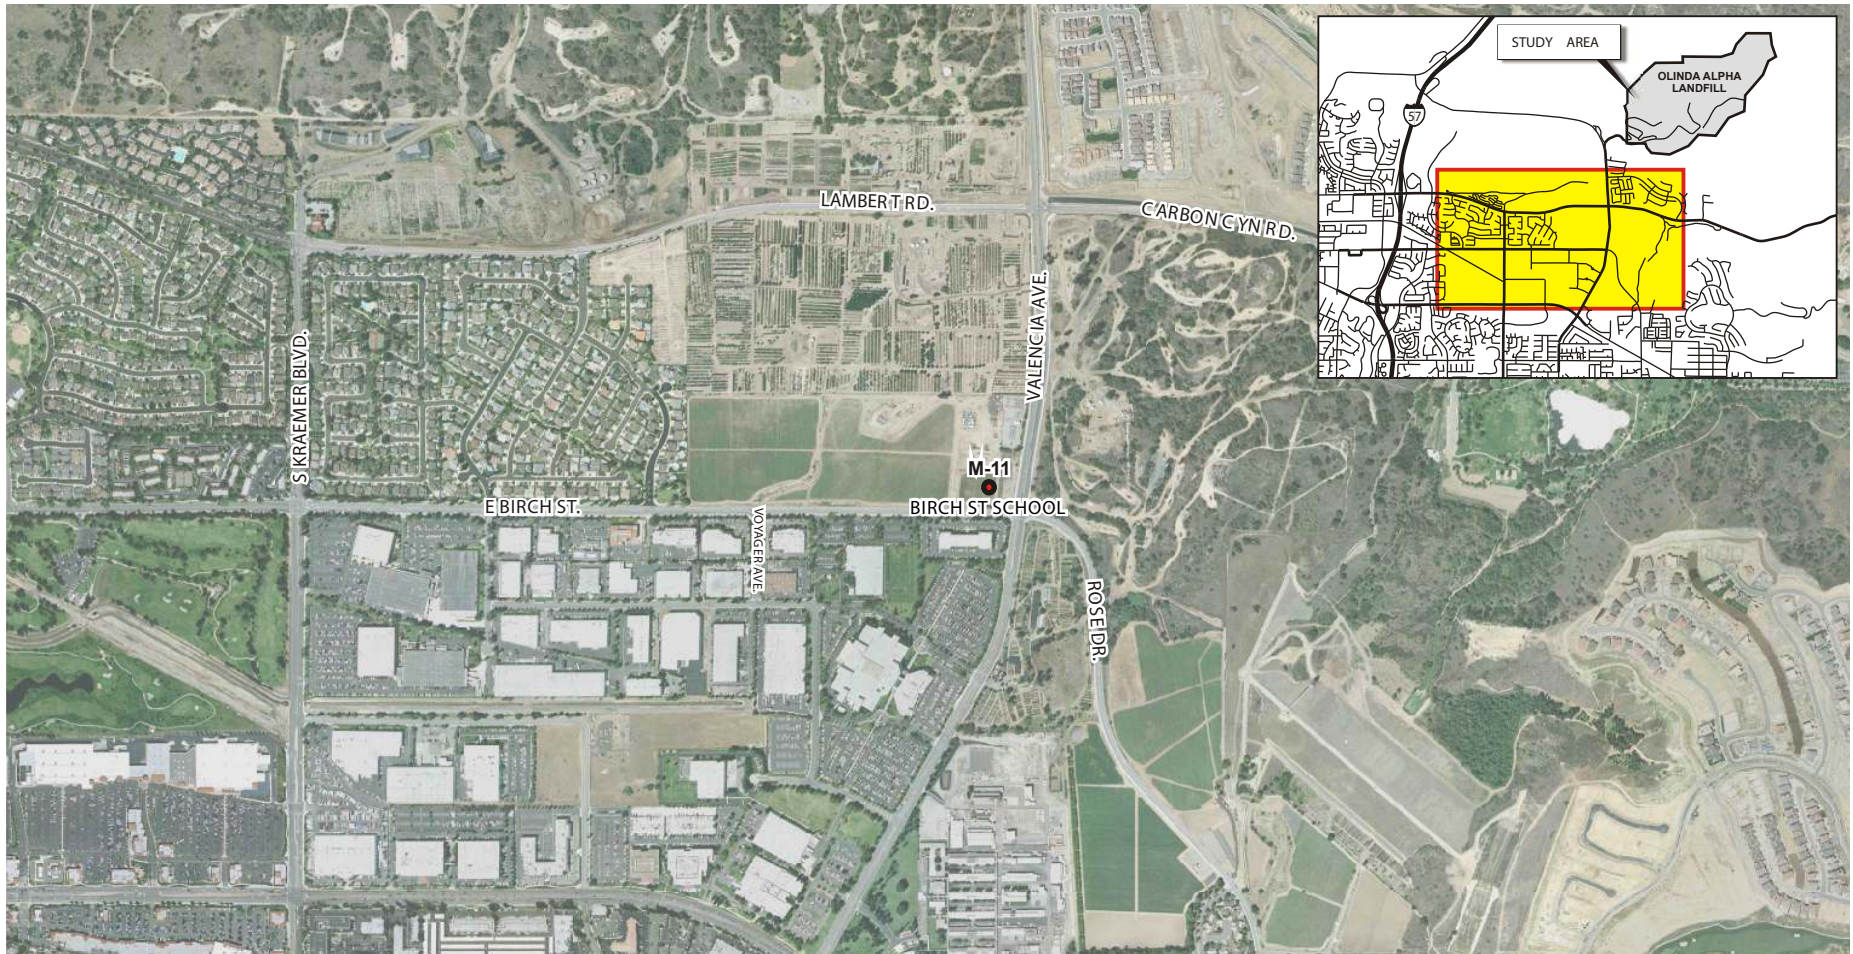 STUDY AREA
OLINDA ALPHA
LANDFILL
57
LAMBERT RD.
CARBON CYN RD.
VALENCIA AVE.
S KRAEMER BLVD.
M-11
E BIRCH ST.
VOYAGER AVE.
BIRCH ST SCHOOL
ROSE DR.